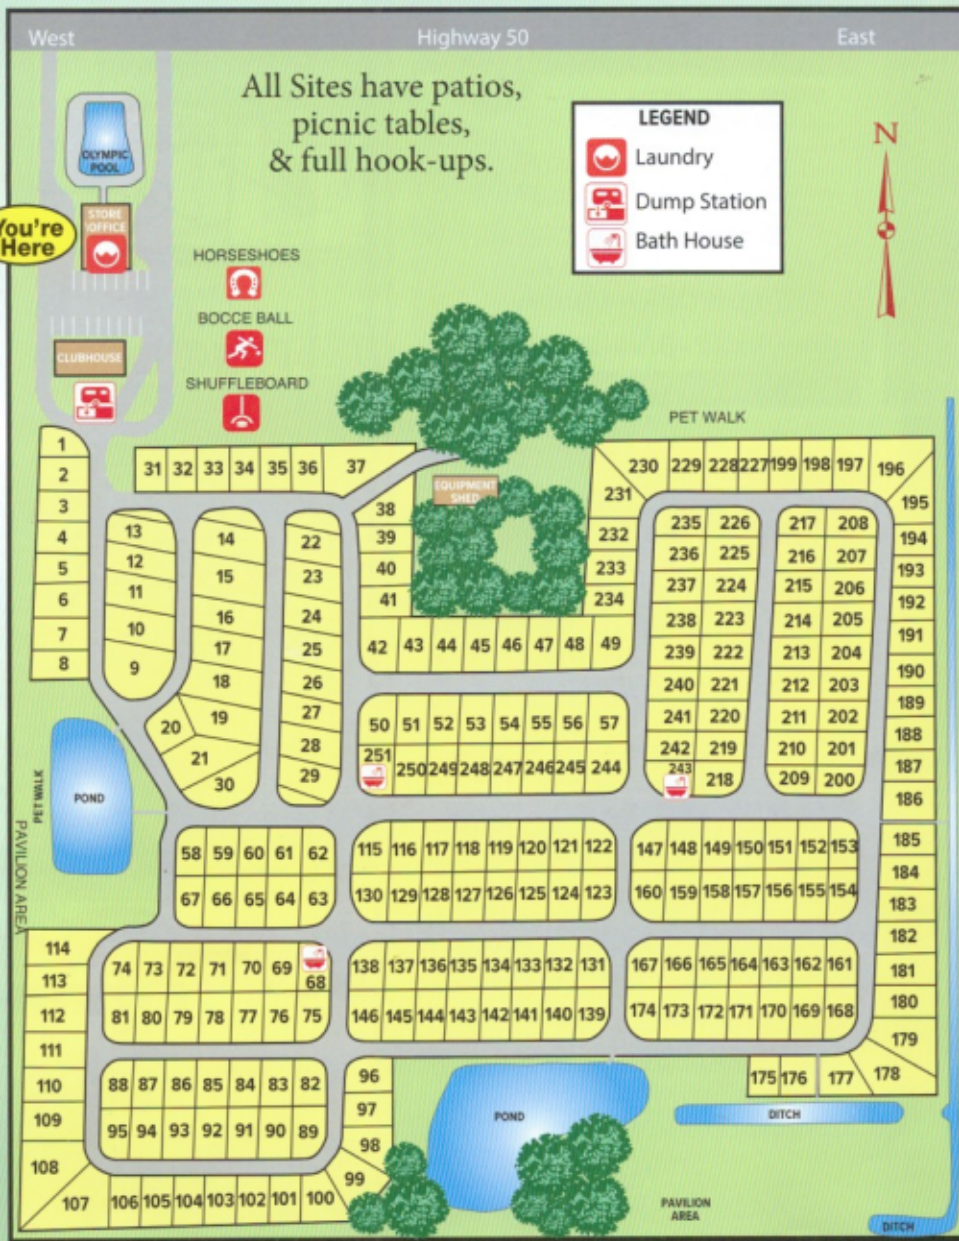 West Highway 50 East
All Sites have patios,
picnic tables,
& full hook-ups.
LEGEND
Laundry
Dump Station
Bath House
N
OLYMPIC
POOL
STORE
OFFICE
You're
Here
HORSESHOES
BOCCE BALL
SHUFFLEBOARD
CLUBHOUSE
PET WALK
EQUIPMENT
SHED
1
2
3
4
5
6
7
8
31 32 33 34 35 36 37
38
39
40
41
42 43 44 45 46 47 48 49
13
12
11
10
9
14
15
16
17
18
19
20
21
30
22
23
24
25
26
27
28
29
230 229 228 227 199 198 197 196
231
232
233
234
195
194
193
192
191
190
189
188
187
186
185
184
183
182
181
180
179
178
177
175 176
235 226
236 225
237 224
238 223
239 222
240 221
241 220
242 219
243 218
217 208
216 207
215 206
214 205
213 204
212 203
211 202
210 201
209 200
50 51 52 53 54 55 56 57
251 250 249 248 247 246 245 244
PET WALK
POND
PAVILION AREA
58 59 60 61 62
67 66 65 64 63
115 116 117 118 119 120 121 122
130 129 128 127 126 125 124 123
147 148 149 150 151 152 153
160 159 158 157 156 155 154
114
113
112
111
110
109
108
107
74 73 72 71 70 69 68
81 80 79 78 77 76 75
138 137 136 135 134 133 132 131
146 145 144 143 142 141 140 139
167 166 165 164 163 162 161
174 173 172 171 170 169 168
88 87 86 85 84 83 82
95 94 93 92 91 90 89
96
97
98
99
106 105 104 103 102 101 100
POND
DITCH
PAVILION
AREA
DITCH